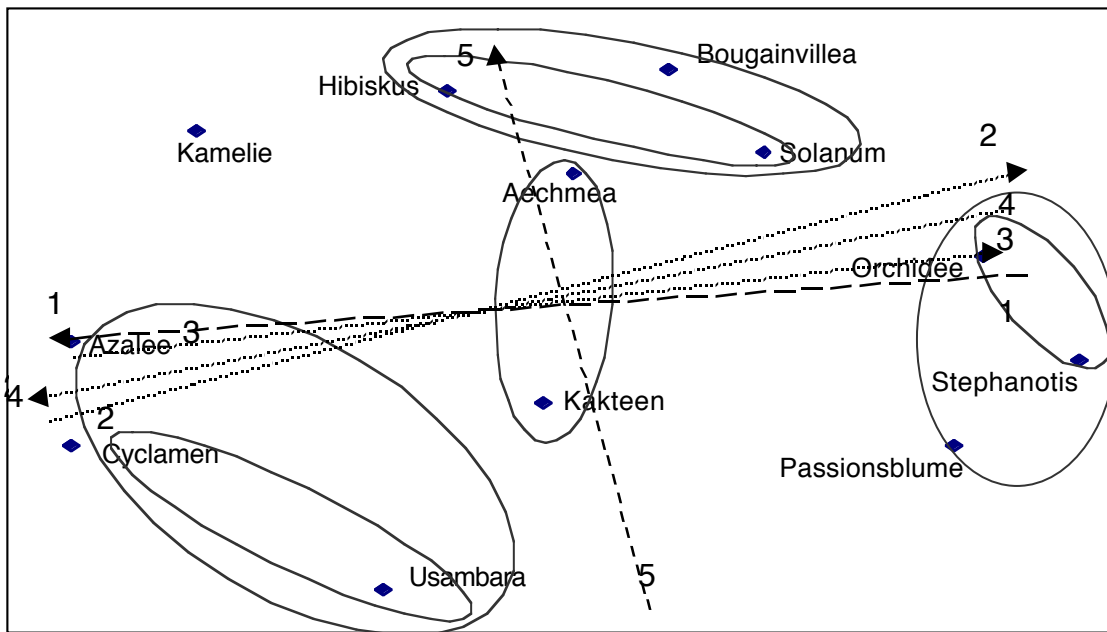 5
Bougainvillea
Hibiskus
2
Kamelie
Solanum
Aechmea
4
3
Orchidee
1
1
3
Azalee
Stephanotis
4
Kakteen
2
Cyclamen
Passionsblume
5
Usambara